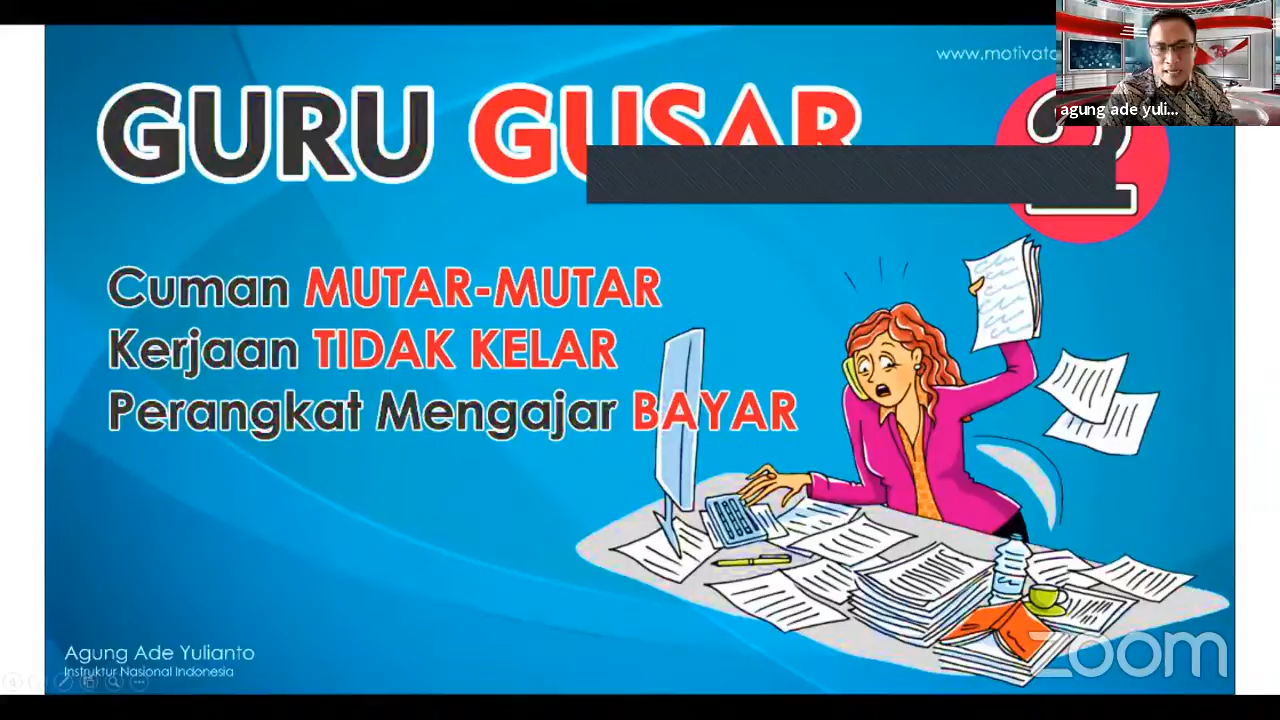 www.motivato
GURU GUSAR
2
agung ade yuli...
Cuman MUTAR-MUTAR
Kerjaan TIDAK KELAR
Perangkat Mengajar BAYAR
Agung Ade Yulianto
Instruktur Nasional Indonesia
zoom